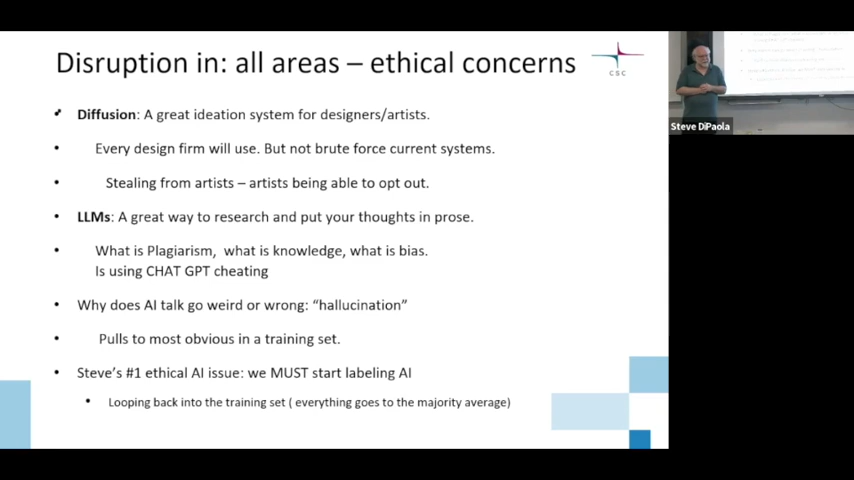 Disruption in: all areas – ethical concerns
CSC
• Diffusion: A great ideation system for designers/artists.
• Every design firm will use. But not brute force current systems.
• Stealing from artists – artists being able to opt out.
• LLMs: A great way to research and put your thoughts in prose.
• What is Plagiarism, what is knowledge, what is bias.
Is using CHAT GPT cheating
• Why does AI talk go weird or wrong: “hallucination”
• Pulls to most obvious in a training set.
• Steve’s #1 ethical AI issue: we MUST start labeling AI
• Looping back into the training set ( everything goes to the majority average)
Steve DiPaola